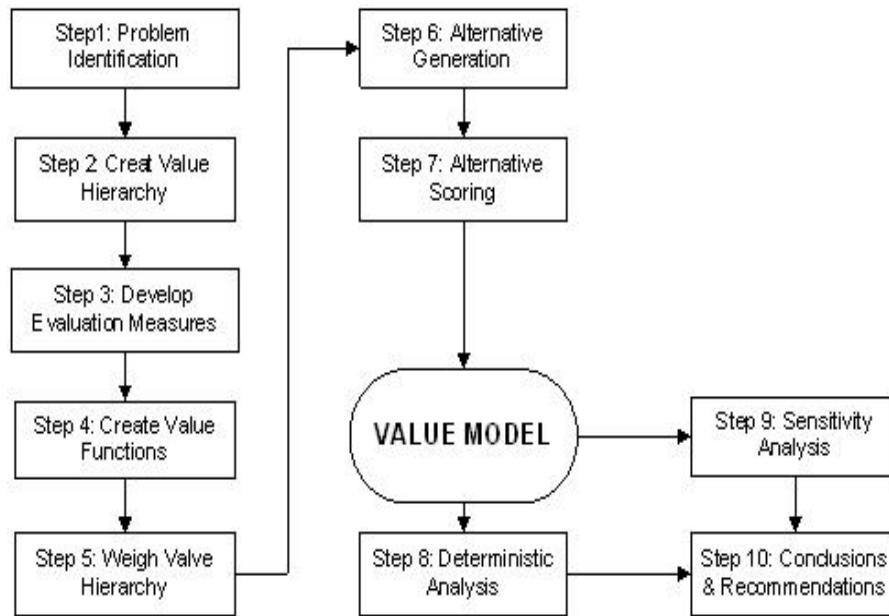 Step1: Problem
Identification
Step 2: Creat Value
Hierarchy
Step 3: Develop
Evaluation Measures
Step 4: Create Value
Functions
Step 5: Weigh Valve
Hierarchy
Step 6: Alternative
Generation
Step 7: Alternative
Scoring
VALUE MODEL
Step 8: Deterministic
Analysis
Step 9: Sensitivity
Analysis
Step 10: Conclusions
& Recommendations